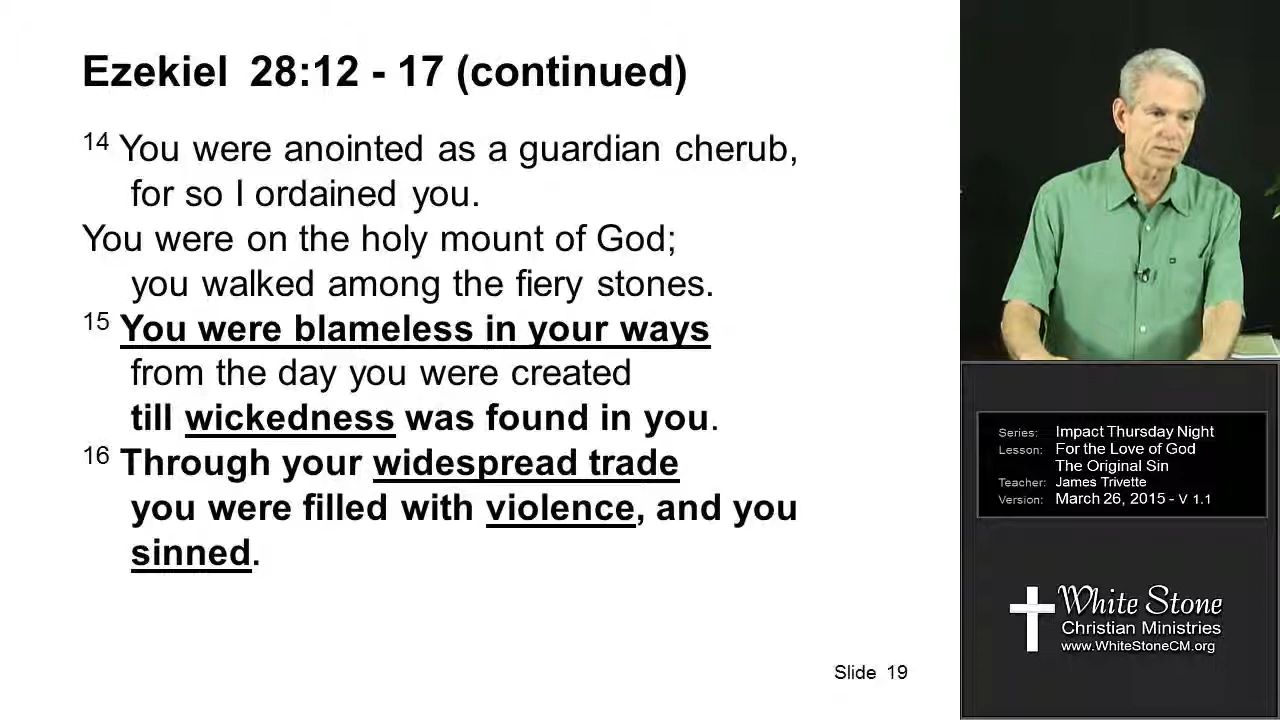 Ezekiel 28:12 - 17 (continued)
14 You were anointed as a guardian cherub,
for so I ordained you.
You were on the holy mount of God;
you walked among the fiery stones.
15 You were blameless in your ways
from the day you were created
till wickedness was found in you.
16 Through your widespread trade
you were filled with violence, and you
sinned.
Slide 19
Series: Impact Thursday Night
Lesson: For the Love of God
The Original Sin
Teacher: James Trivette
Version: March 26, 2015 - V 1.1
White Stone
Christian Ministries
www.WhiteStoneCM.org